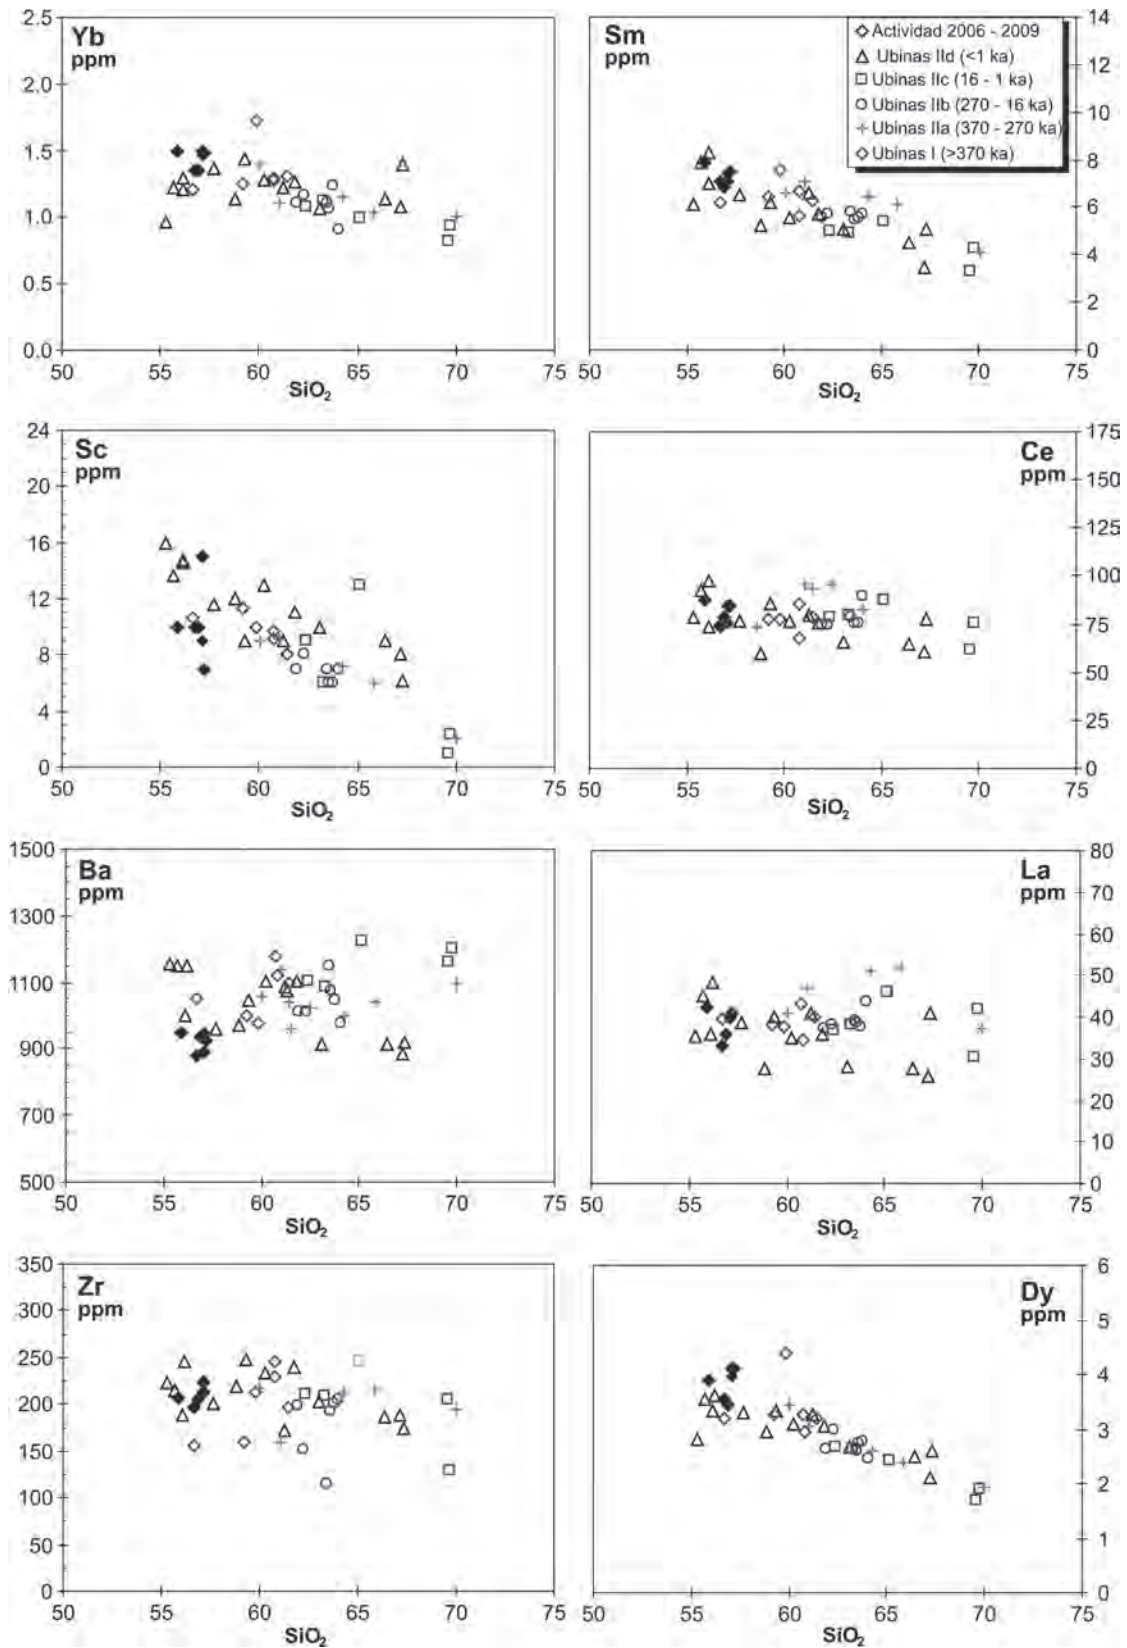 Yb
ppm
2.5
2.0
1.5
1.0
0.5
0.0
50 55 60 65 70 75
SiO₂
Sm
ppm
◇ Actividad 2006 - 2009
△ Ubinas IId (<1 ka)
□ Ubinas IIc (16 - 1 ka)
○ Ubinas IIb (270 - 16 ka)
+ Ubinas IIa (370 - 270 ka)
◇ Ubinas I (>370 ka)
14
12
10
8
6
4
2
0
50 55 60 65 70 75
SiO₂
Sc
ppm
24
20
16
12
8
4
0
50 55 60 65 70 75
SiO₂
Ce
ppm
175
150
125
100
75
50
25
0
50 55 60 65 70 75
SiO₂
Ba
ppm
1500
1300
1100
900
700
500
50 55 60 65 70 75
SiO₂
La
ppm
80
70
60
50
40
30
20
10
0
50 55 60 65 70 75
SiO₂
Zr
ppm
350
300
250
200
150
100
50
0
50 55 60 65 70 75
SiO₂
Dy
ppm
6
5
4
3
2
1
0
50 55 60 65 70 75
SiO₂